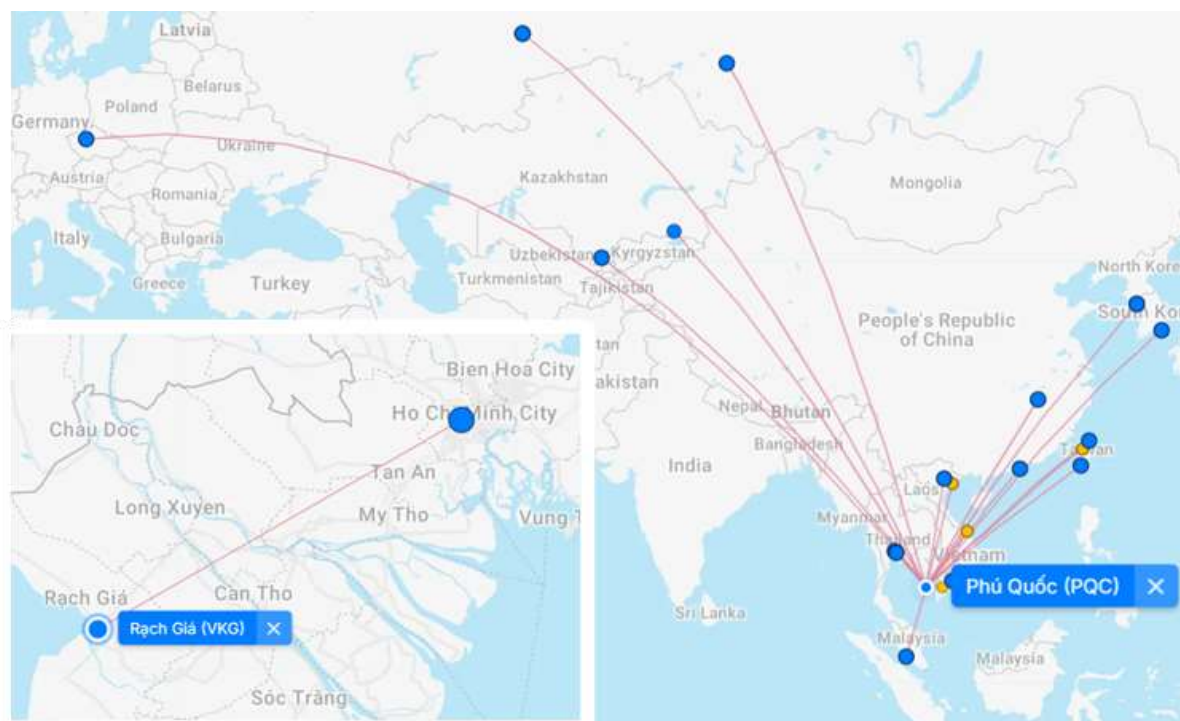 Latvia
Belarus
Poland
Germany
Ukraine
Austria
Kazakhstan
Mongolia
Romania
Italy
Bulgaria
Uzbekistan
Kyrgyzstan
Greece
Turkey
Turkmenistan
Tajikistan
North Kore
South Ko
People's Republic
of China
tan
akistan
Nepal
Bhutan
Bangladesh
India
Taiwan
Laos
Myanmar
Thailand
Vietnam
Phú Quốc (PQC)
Sri Lanka
Malaysia
Malaysia
Bien Hoa City
Ho Chi Minh City
Chau Doc
Tan An
Long Xuyen
My Tho
Vung T
Rạch Giá
Can Tho
Rạch Giá (VKG)
Sóc Trăng